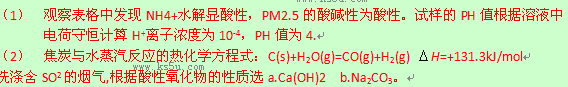 （1） 观察表格中发现 NH4+水解显酸性，PM2.5 的酸碱性为酸性。试样的 PH 值根据溶液中
电荷守恒计算 H⁺离子浓度为 10⁻⁴，PH 值为 4.
（2） 焦炭与水蒸汽反应的热化学方程式：C(s)+H₂O(g)=CO(g)+H₂(g) ΔH=+131.3kJ/mol
洗涤含 SO² 的烟气,根据酸性氧化物的性质选 a.Ca(OH)2 b.Na₂CO₃。
www.ks5u.com